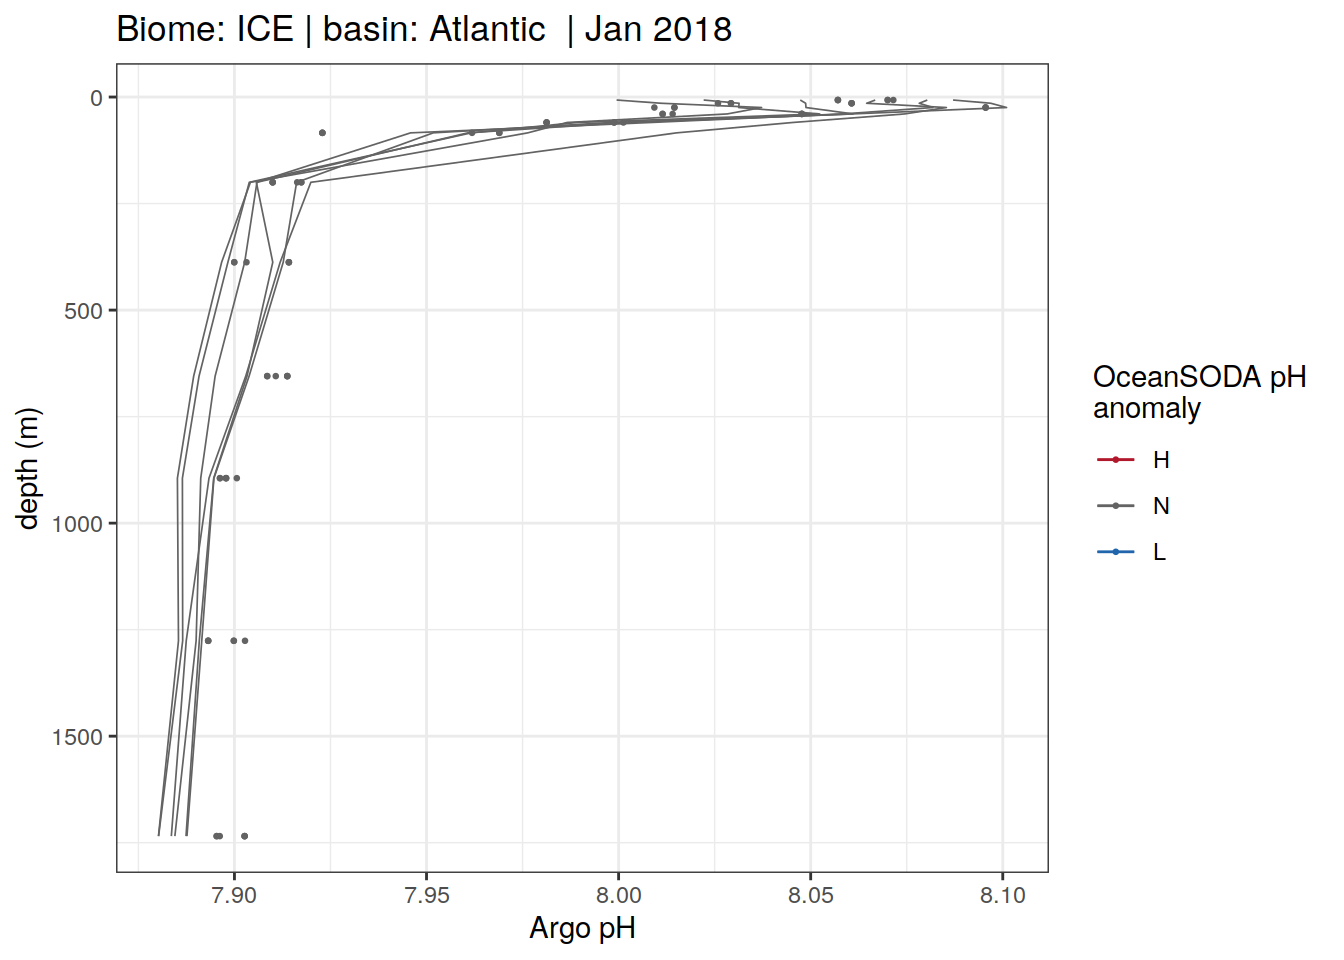 Biome: ICE | basin: Atlantic  | Jan 2018
0
500
1000
1500
depth (m)
7.90
7.95
8.00
8.05
8.10
Argo pH
OceanSODA pH
anomaly
H
N
L